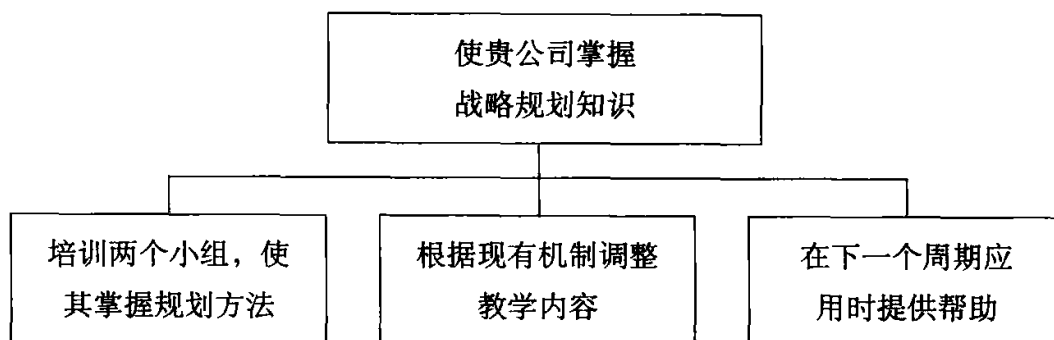 使贵公司掌握
战略规划知识
培训两个小组，使
其掌握规划方法
根据现有机制调整
教学内容
在下一个周期应
用时提供帮助